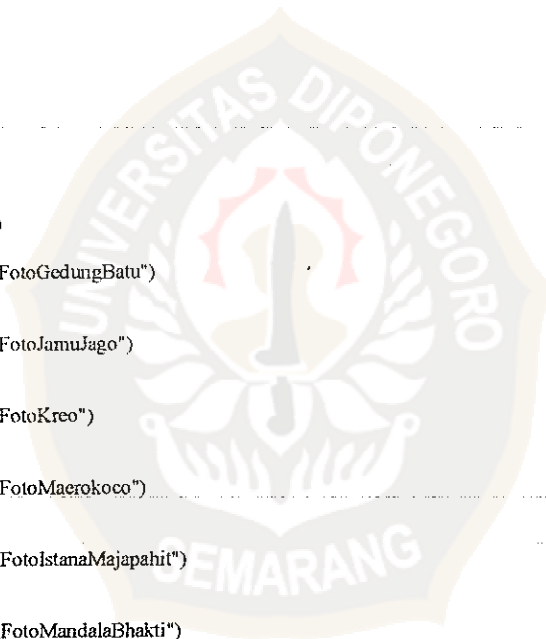 UNIVERSITAS DIPONEGORO
)
FotoGedungBatu")
FotoJamuJago")
FotoKreo")
FotoMaerokoco")
FotoIstanaMajapahit")
SEMARANG
FotoMandalaBhakti")